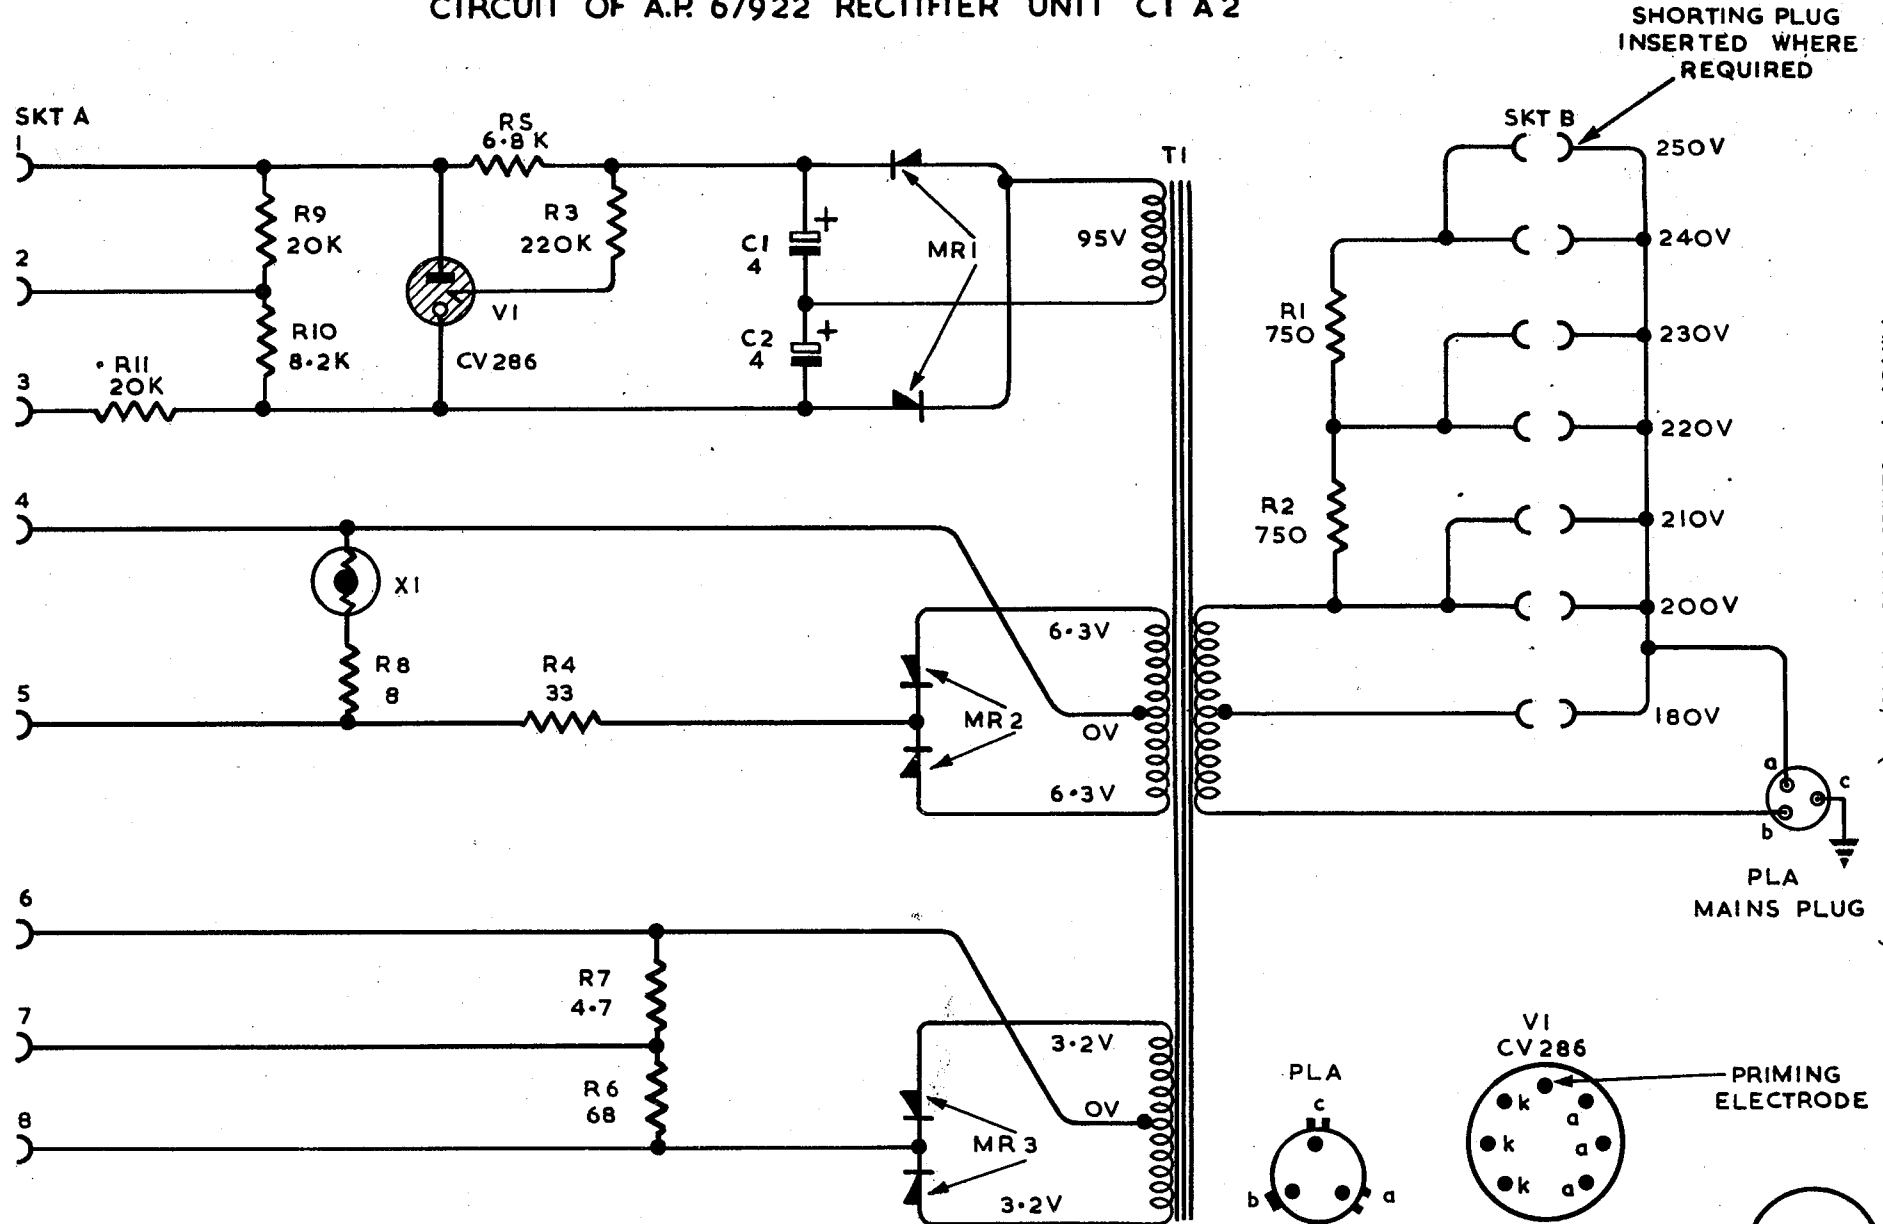 CIRCUIT OF A.P. 67922 RECTIFIER UNIT CT A2
SHORTING PLUG
INSERTED WHERE
REQUIRED
SKT A
SKT B
1
2
3
4
5
6
7
8
R5
6·8K
R9
20K
R3
220K
R10
8·2K
V1
CV286
R11
20K
C1
4
+
C2
4
+
MR1
95V
T1
R1
750
R2
750
250V
240V
230V
220V
210V
200V
180V
X1
R8
8
R4
33
MR2
6·3V
0V
6·3V
a
c
b
PLA
MAINS PLUG
R7
4·7
R6
68
MR3
3·2V
0V
3·2V
PLA
c
b
a
V1
CV286
PRIMING
ELECTRODE
k
a
k
a
k
a